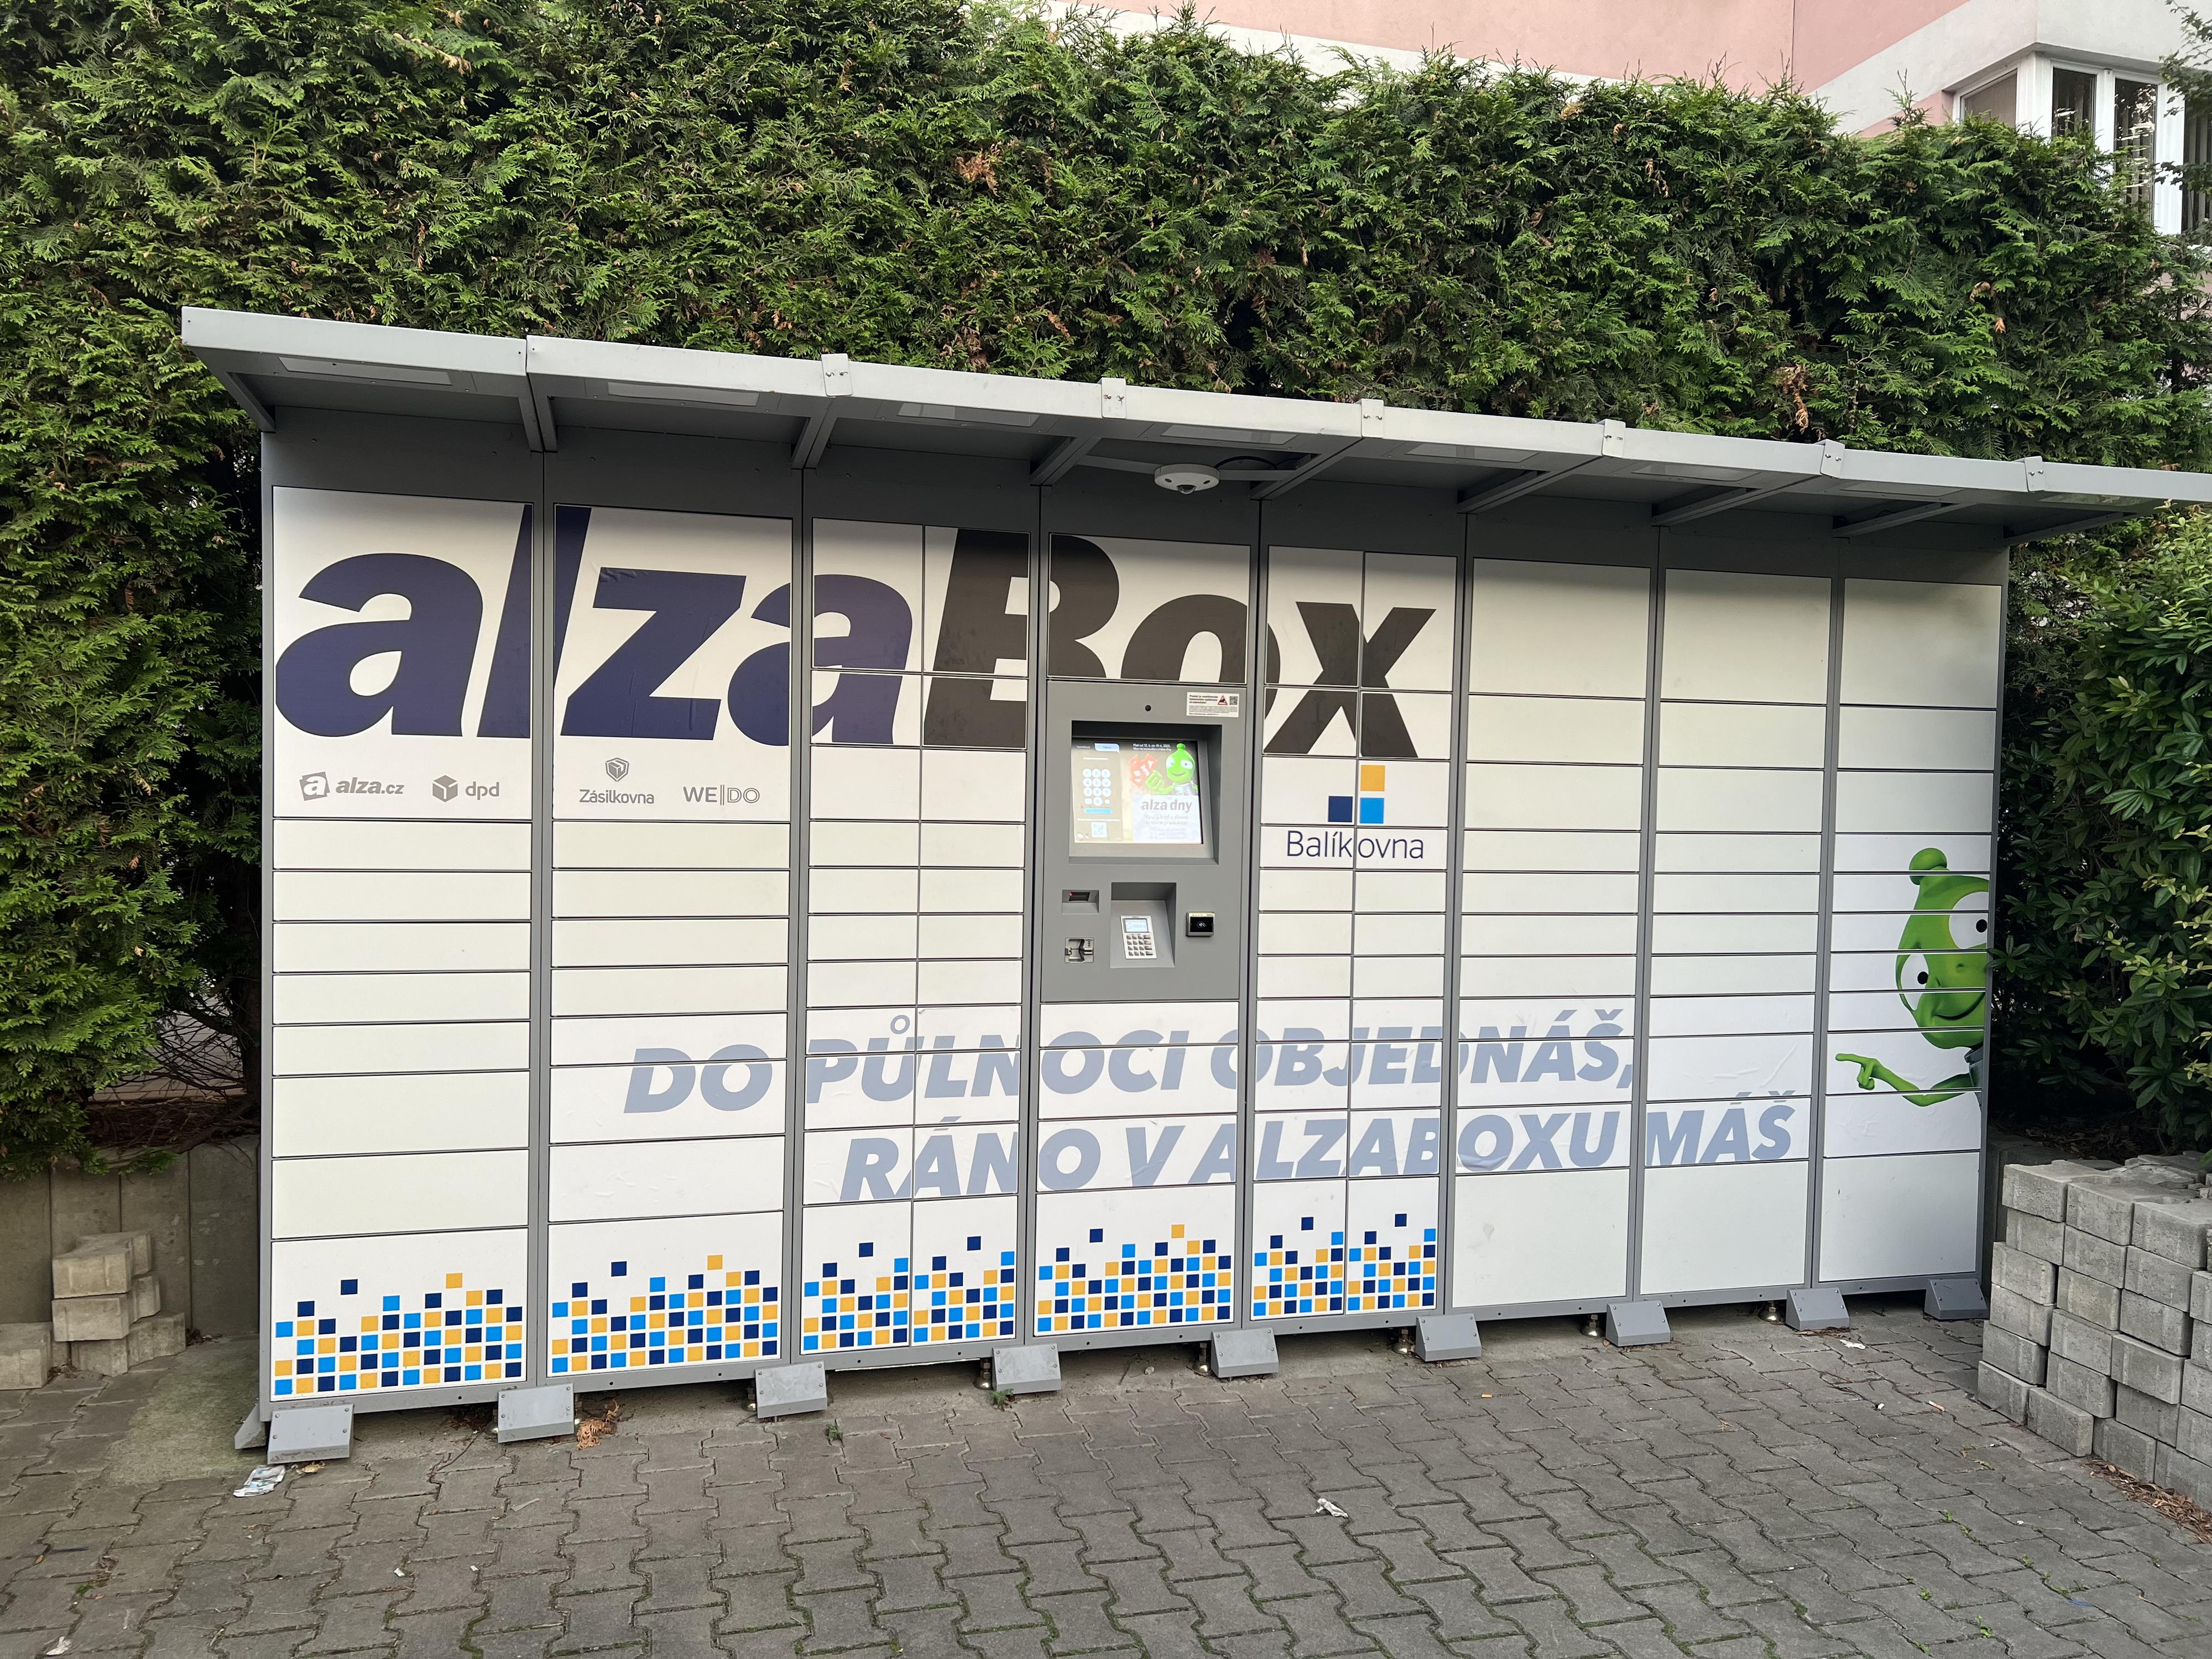 alzaBox
alza.cz
dpd
Zásilkovna
WE|DO
alza dny
Balíkovna
DO PŮLNOCI OBJEDNÁŠ,
RÁNO V ALZABOXU MÁŠ